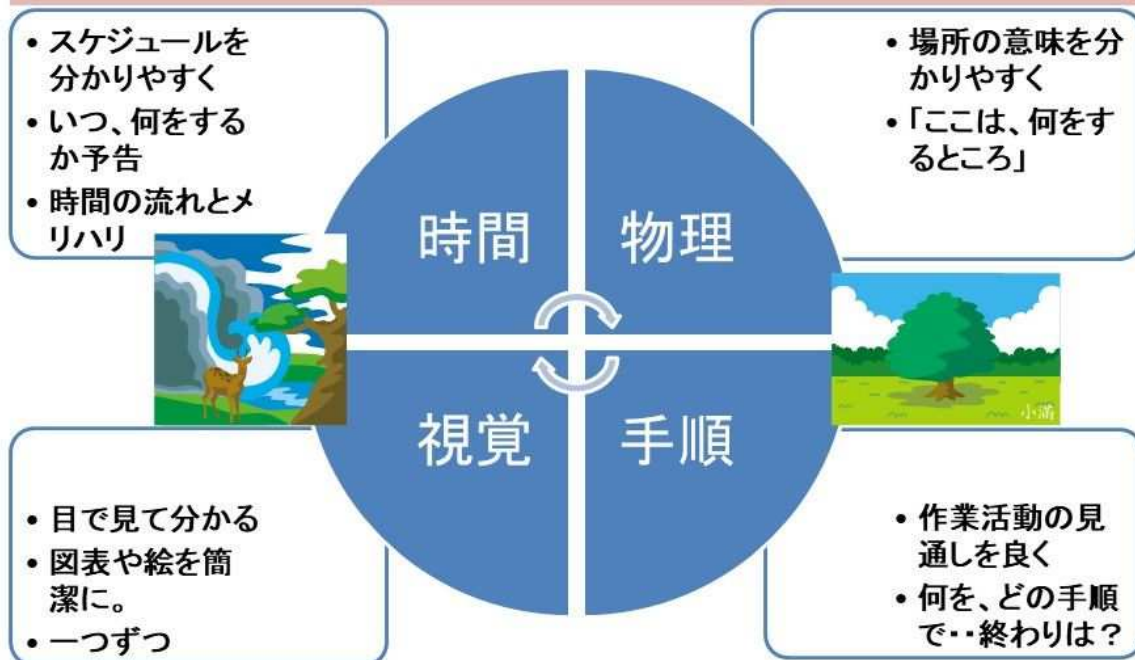 • スケジュールを
分かりやすく
• いつ、何をする
か予告
• 時間の流れとメ
リハリ
• 場所の意味を分
かりやすく
• 「ここは、何をす
るところ」
時間
物理
視覚
手順
小満
• 目で見て分かる
• 図表や絵を簡
潔に。
• 一つずつ
• 作業活動の見
通しを良く
• 何を、どの手順
で・・終わりは？